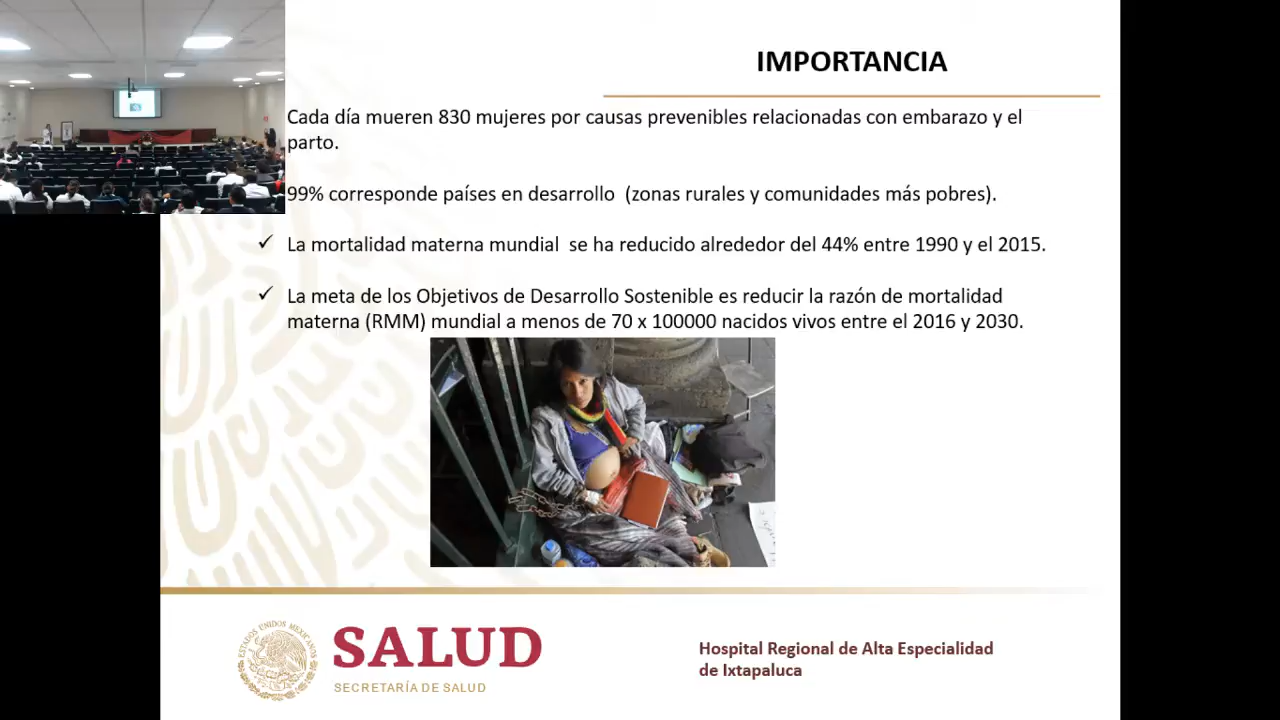 IMPORTANCIA
Cada día mueren 830 mujeres por causas prevenibles relacionadas con embarazo y el
parto.
99% corresponde países en desarrollo (zonas rurales y comunidades más pobres).
✓ La mortalidad materna mundial se ha reducido alrededor del 44% entre 1990 y el 2015.
✓ La meta de los Objetivos de Desarrollo Sostenible es reducir la razón de mortalidad
materna (RMM) mundial a menos de 70 x 100000 nacidos vivos entre el 2016 y 2030.
ESTADOS UNIDOS MEXICANOS
SALUD
SECRETARÍA DE SALUD
Hospital Regional de Alta Especialidad
de Ixtapaluca